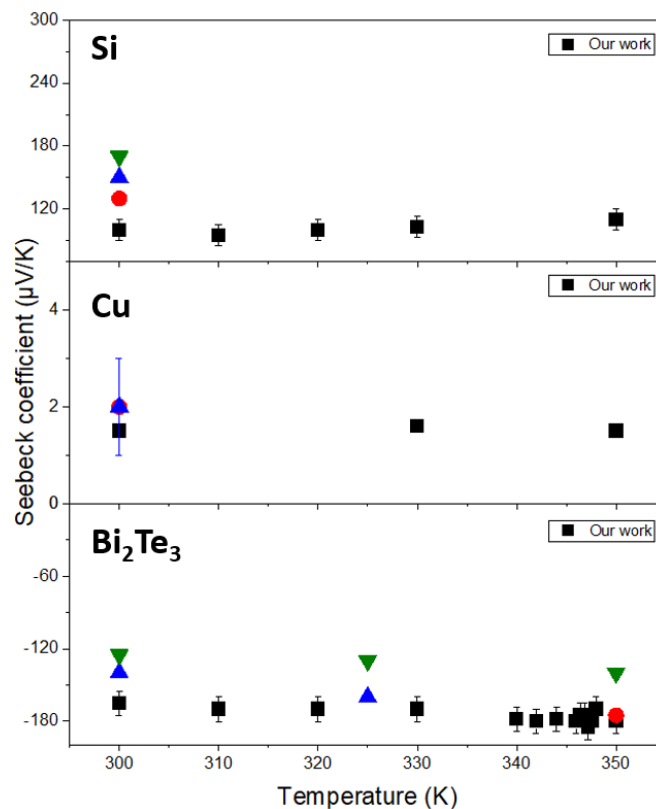 300
Si
Our work
240
180
120
Cu
Our work
4
2
0
Bi₂Te₃
Our work
-60
-120
-180
Seebeck coefficient (µV/K)
300 310 320 330 340 350
Temperature (K)